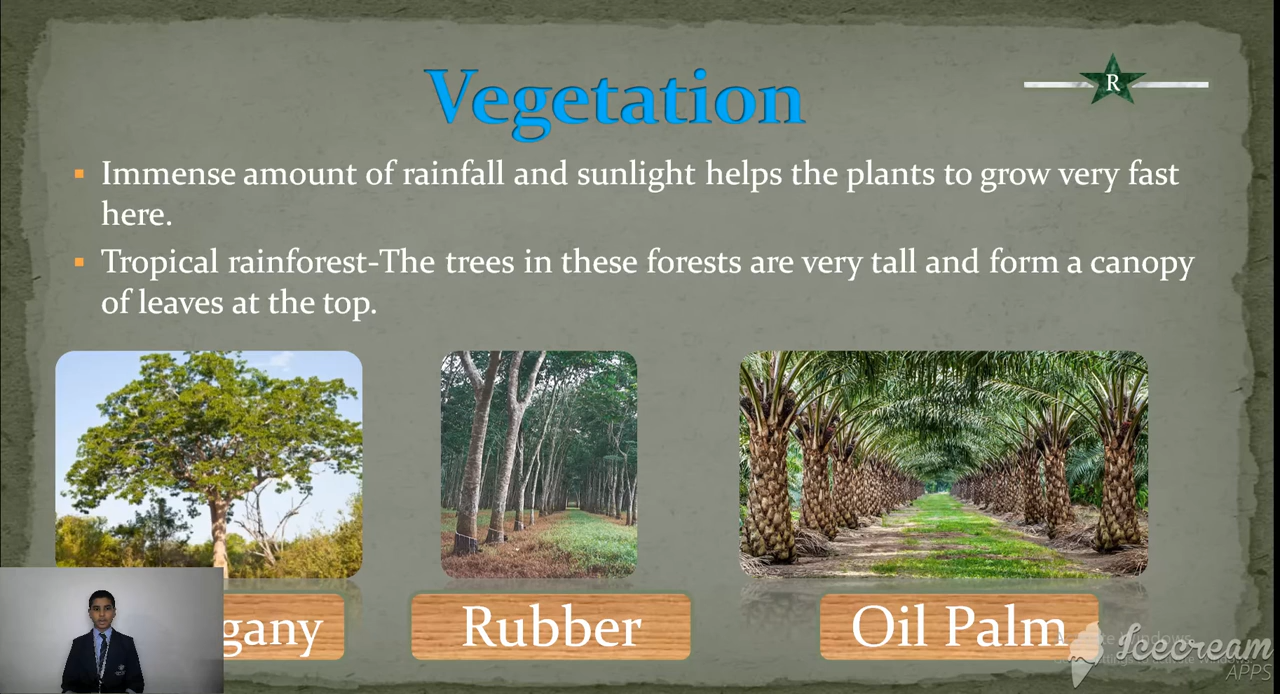 Vegetation
R
Immense amount of rainfall and sunlight helps the plants to grow very fast
here.
Tropical rainforest-The trees in these forests are very tall and form a canopy
of leaves at the top.
gany
Rubber
Oil Palm
Icecream
APPS